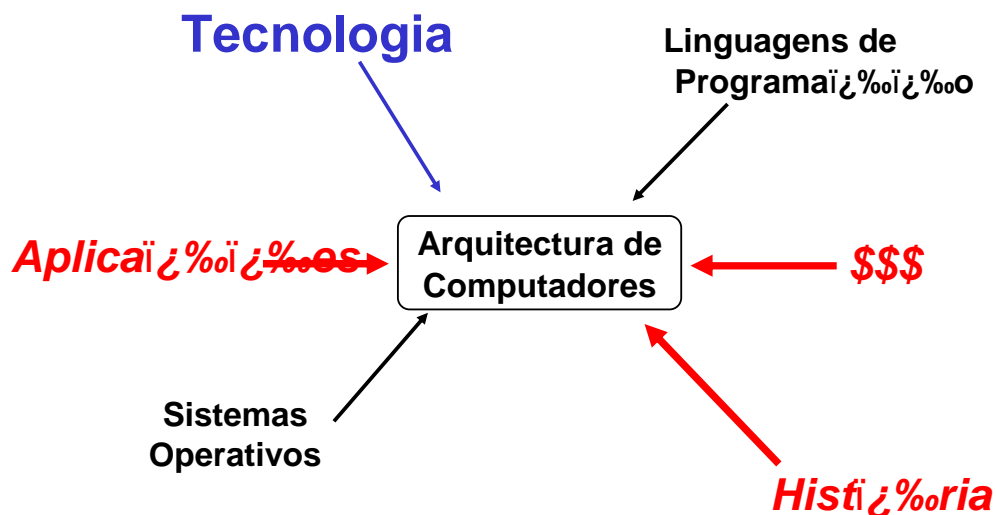 Tecnologia
Linguagens de
Programaï¿‰ï¿‰o
Aplicaï¿‰ï¿‰es
Arquitectura de
Computadores
$$$
Sistemas
Operativos
Histï¿‰ria